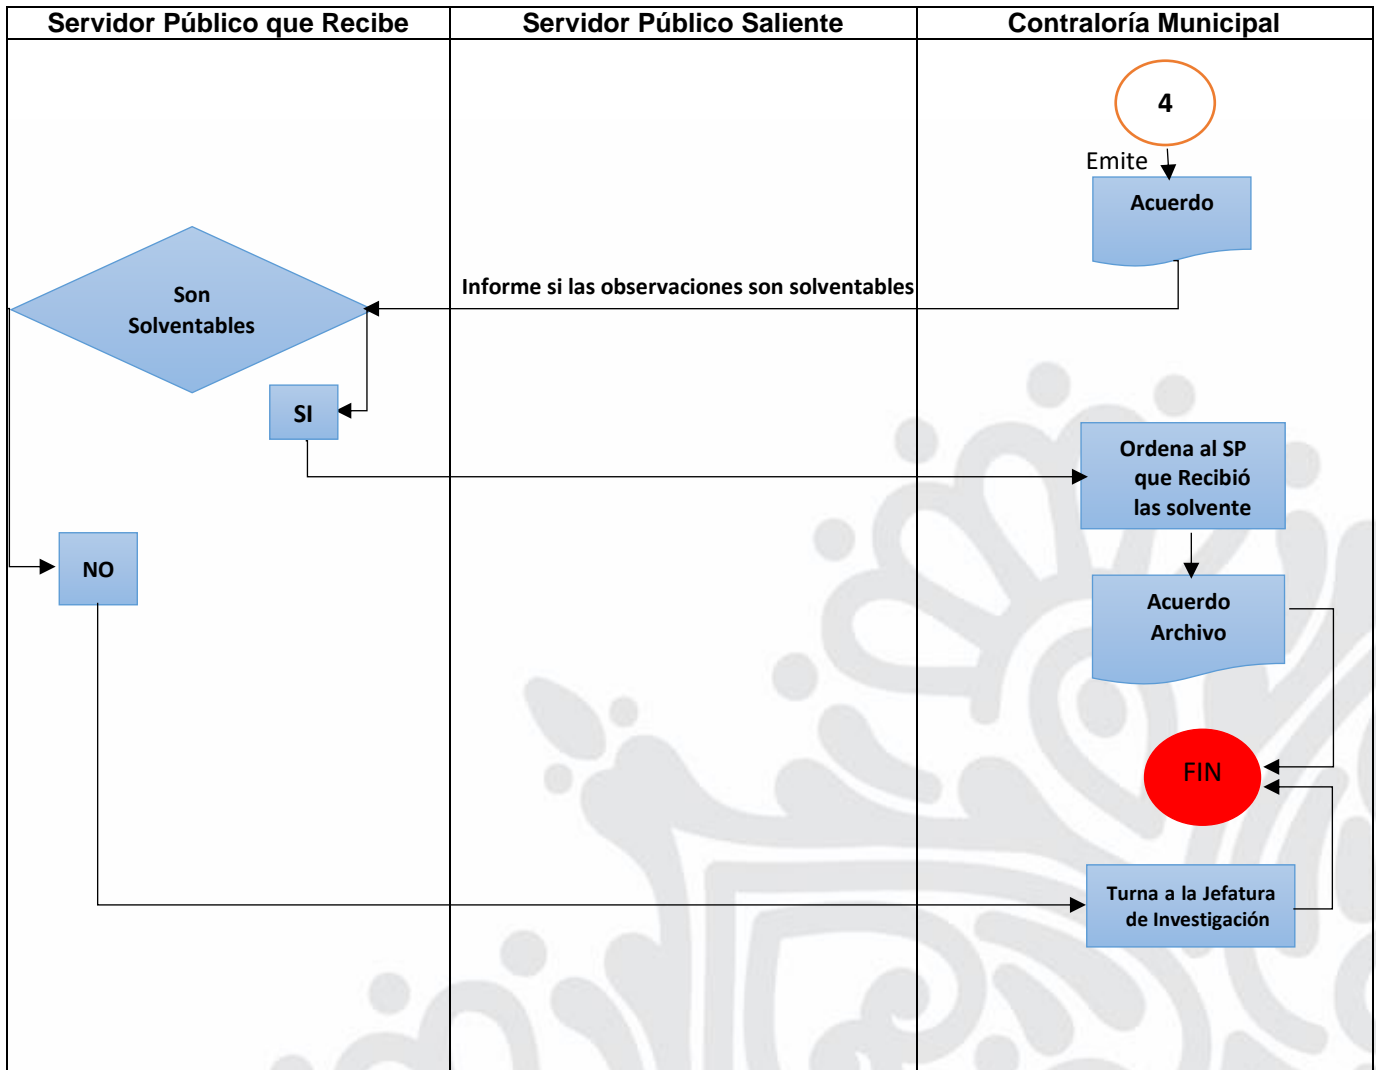 Servidor Público que Recibe
Servidor Público Saliente
Contraloría Municipal
4
Emite
Acuerdo
Informe si las observaciones son solventables
Son
Solventables
SI
Ordena al SP
que Recibió
las solvente
NO
Acuerdo
Archivo
FIN
Turna a la Jefatura
de Investigación